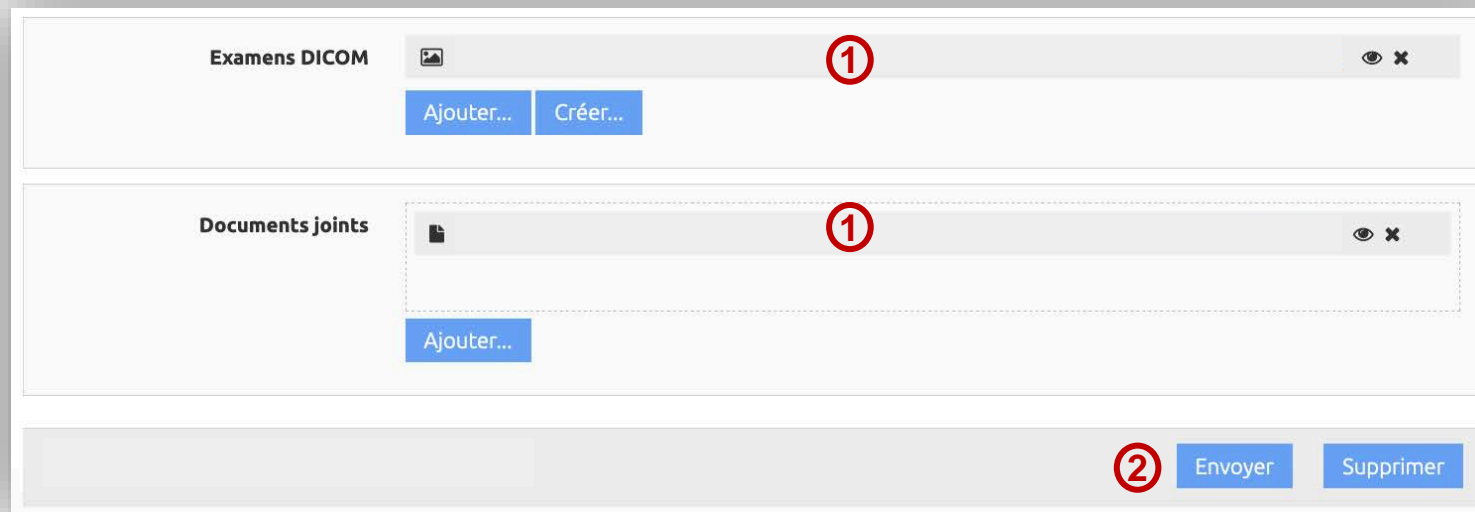 Examens DICOM 1
Ajouter... Créer...
Documents joints 1
Ajouter...
2 Envoyer Supprimer